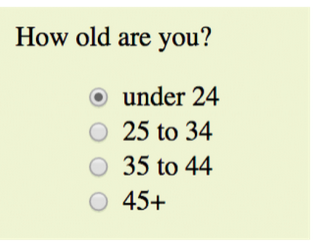 How old are you?
under 24
25 to 34
35 to 44
45+